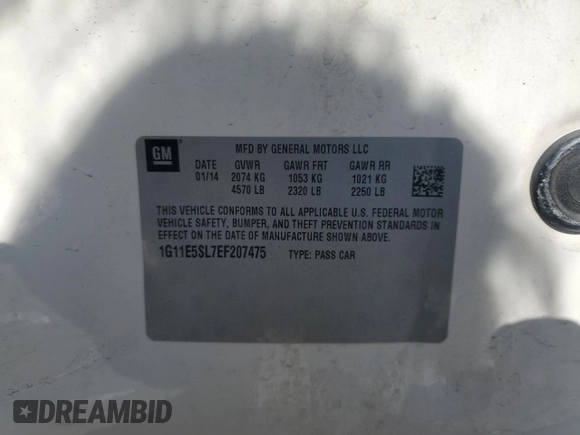 GM
MFD BY GENERAL MOTORS LLC
DATE GVWR GAWR FRT GAWR RR
01/14 2074 KG 1053 KG 1021 KG
4570 LB 2320 LB 2250 LB
THIS VEHICLE CONFORMS TO ALL APPLICABLE U.S. FEDERAL MOTOR
VEHICLE SAFETY, BUMPER, AND THEFT PREVENTION STANDARDS IN
EFFECT ON THE DATE OF MANUFACTURE SHOWN ABOVE.
1G11E5SL7EF207475 TYPE: PASS CAR
DREAMBID